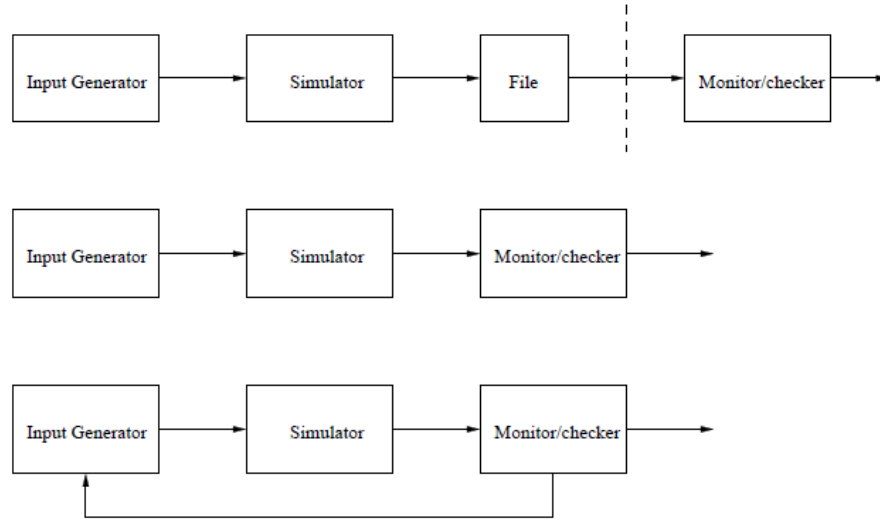 Input Generator
Simulator
File
Monitor/checker
Input Generator
Simulator
Monitor/checker
Input Generator
Simulator
Monitor/checker